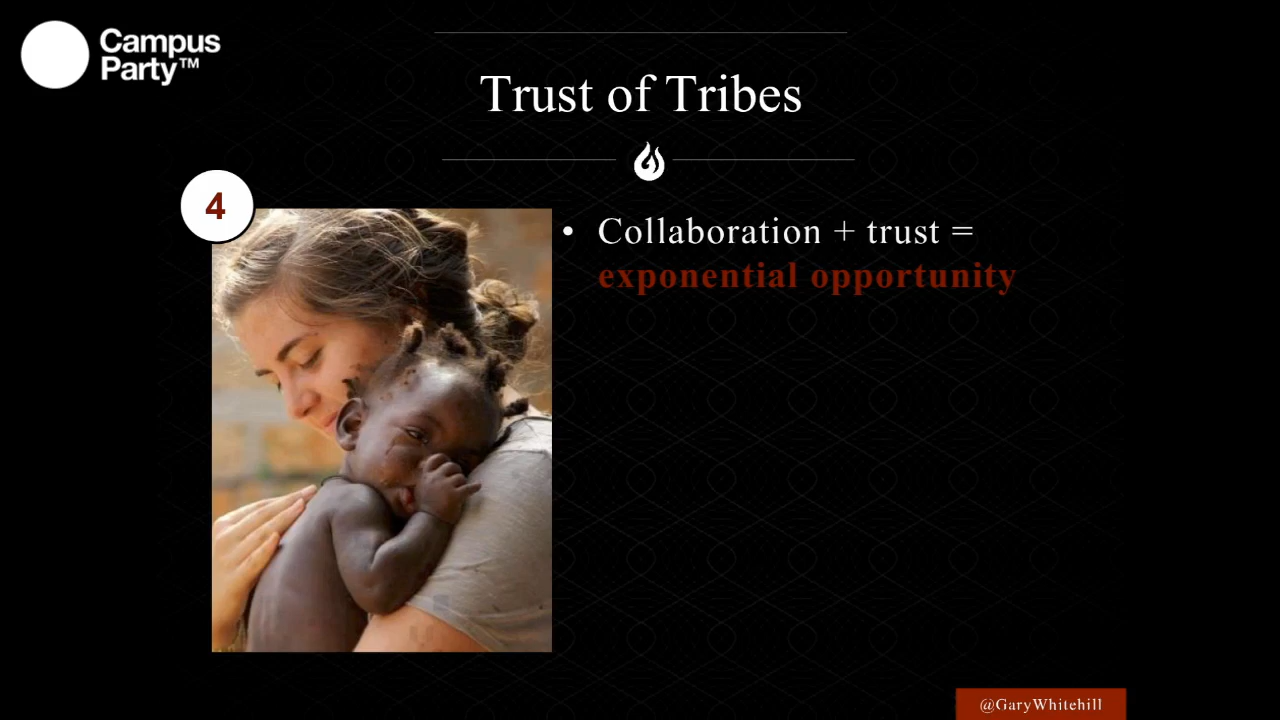 Campus
Party™
Trust of Tribes
4
• Collaboration + trust =
exponential opportunity
@GaryWhitehill